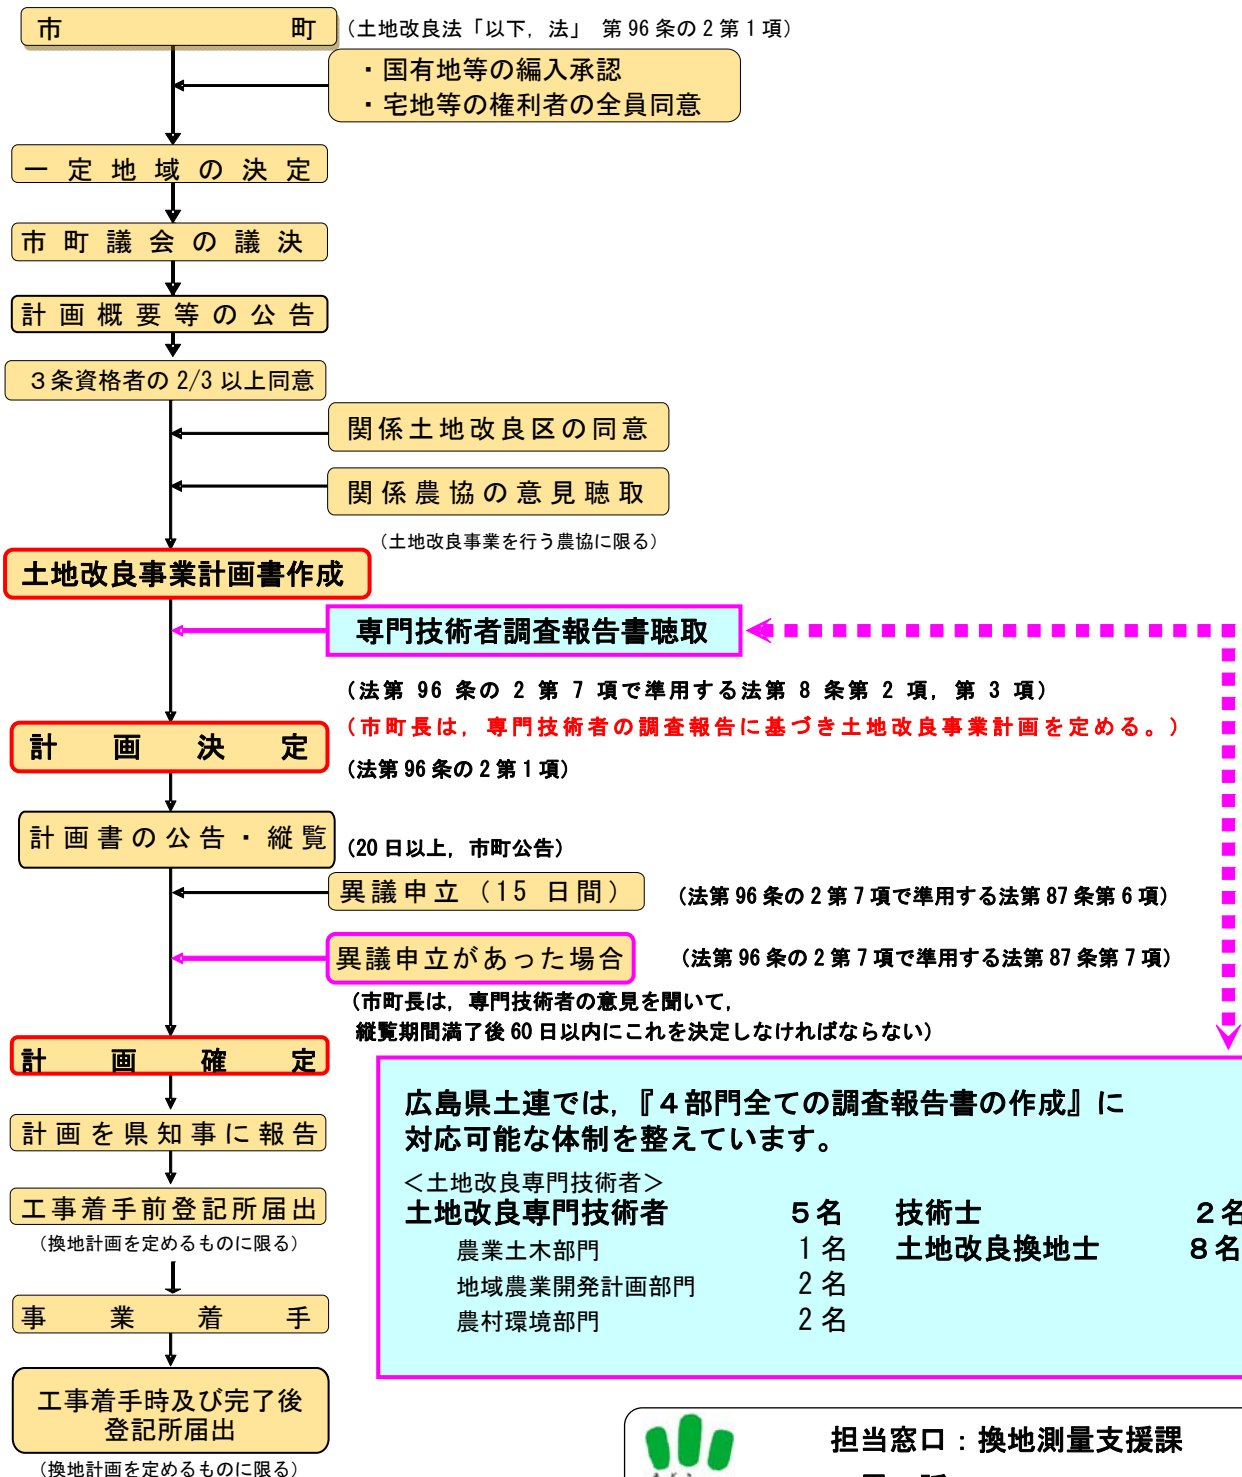 市　町
（土地改良法「以下，法」 第96条の2第1項）
・国有地等の編入承認
・宅地等の権利者の全員同意
一定地域の決定
市町議会の議決
計画概要等の公告
３条資格者の2/3以上同意
関係土地改良区の同意
関係農協の意見聴取
（土地改良事業を行う農協に限る）
土地改良事業計画書作成
専門技術者調査報告書聴取
（法第 96 条の 2 第 7 項で準用する法第 8 条第 2 項，第 3 項）
（市町長は，専門技術者の調査報告に基づき土地改良事業計画を定める。）
計画決定
（法第96条の2第1項）
計画書の公告・縦覧
（20日以上，市町公告）
異議申立（15 日間）
（法第96条の2第7項で準用する法第87条第6項）
異議申立があった場合
（法第96条の2第7項で準用する法第87条第7項）
（市町長は，専門技術者の意見を聞いて，
縦覧期間満了後60日以内にこれを決定しなければならない）
計画確定
計画を県知事に報告
工事着手前登記所届出
（換地計画を定めるものに限る）
事業着手
工事着手時及び完了後
登記所届出
（換地計画を定めるものに限る）
広島県土連では，『４部門全ての調査報告書の作成』に
対応可能な体制を整えています。
＜土地改良専門技術者＞
土地改良専門技術者　5名　技術士　2名
農業土木部門　1名　土地改良換地士　8名
地域農業開発計画部門　2名
農村環境部門　2名
担当窓口：換地測量支援課